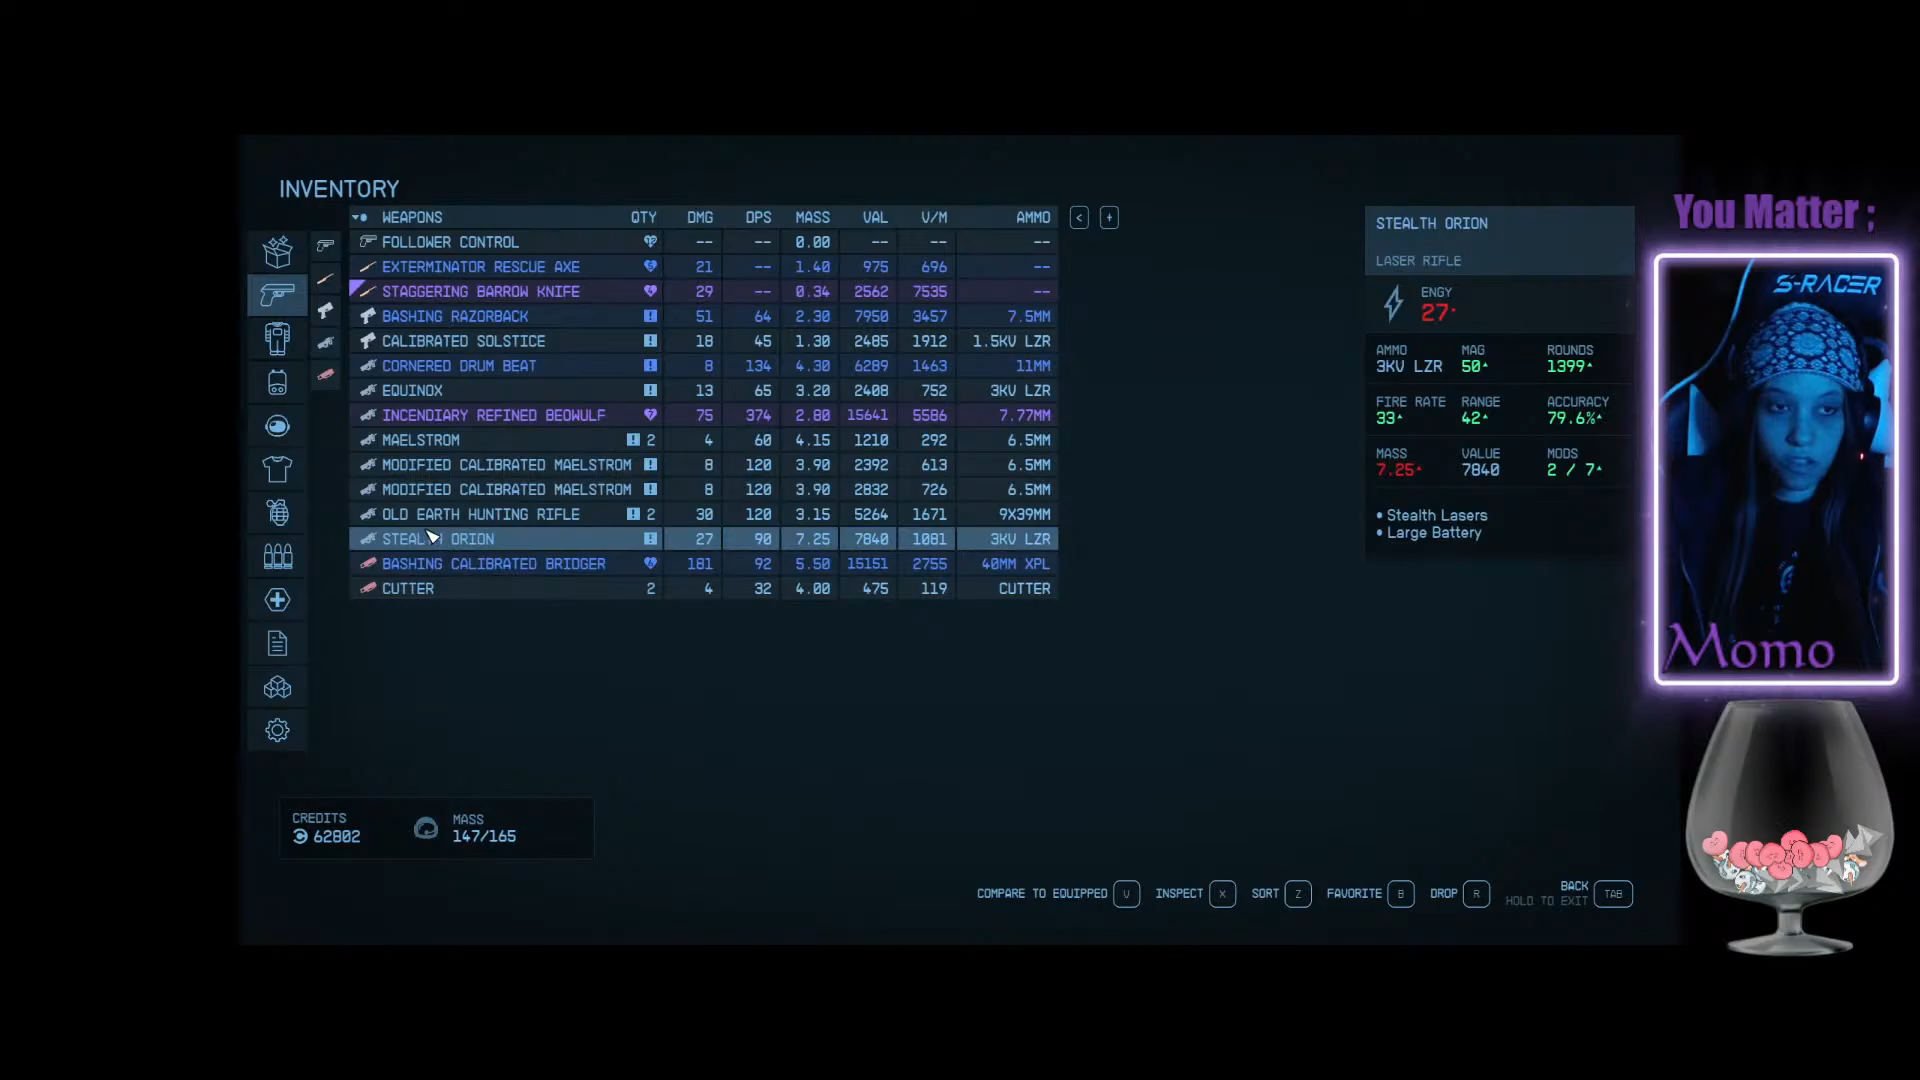 INVENTORY
WEAPONS QTY DMG DPS MASS VAL V/M AMMO < +
FOLLOWER CONTROL -- -- 0.00 -- -- --
EXTERMINATOR RESCUE AXE 21 -- 1.40 975 696 --
STAGGERING BARROW KNIFE 29 -- 0.34 2562 7535 --
BASHING RAZORBACK 51 64 2.30 7950 3457 7.5MM
CALIBRATED SOLSTICE 18 45 1.30 2485 1912 1.5KV LZR
CORNERED DRUM BEAT 8 134 4.30 6289 1463 11MM
EQUINOX 13 65 3.20 2408 752 3KV LZR
INCENDIARY REFINED BEOWULF 75 374 2.80 15641 5586 7.77MM
MAELSTROM 2 4 60 4.15 1210 292 6.5MM
MODIFIED CALIBRATED MAELSTROM 8 120 3.90 2392 613 6.5MM
MODIFIED CALIBRATED MAELSTROM 8 120 3.90 2832 726 6.5MM
OLD EARTH HUNTING RIFLE 2 30 120 3.15 5264 1671 9X39MM
STEALTH ORION 27 90 7.25 7840 1081 3KV LZR
BASHING CALIBRATED BRIDGER 181 92 5.50 15151 2755 40MM XPL
CUTTER 2 4 32 4.00 475 119 CUTTER
STEALTH ORION
LASER RIFLE
ENGY
27
AMMO MAG ROUNDS
3KV LZR 50 1399
FIRE RATE RANGE ACCURACY
33 42 79.6%
MASS VALUE MODS
7.25 7840 2 / 7
• Stealth Lasers
• Large Battery
You Matter ;
S-RACER
Momo
CREDITS MASS
62802 147/165
COMPARE TO EQUIPPED V INSPECT X SORT Z FAVORITE B DROP R BACK TAB
HOLD TO EXIT